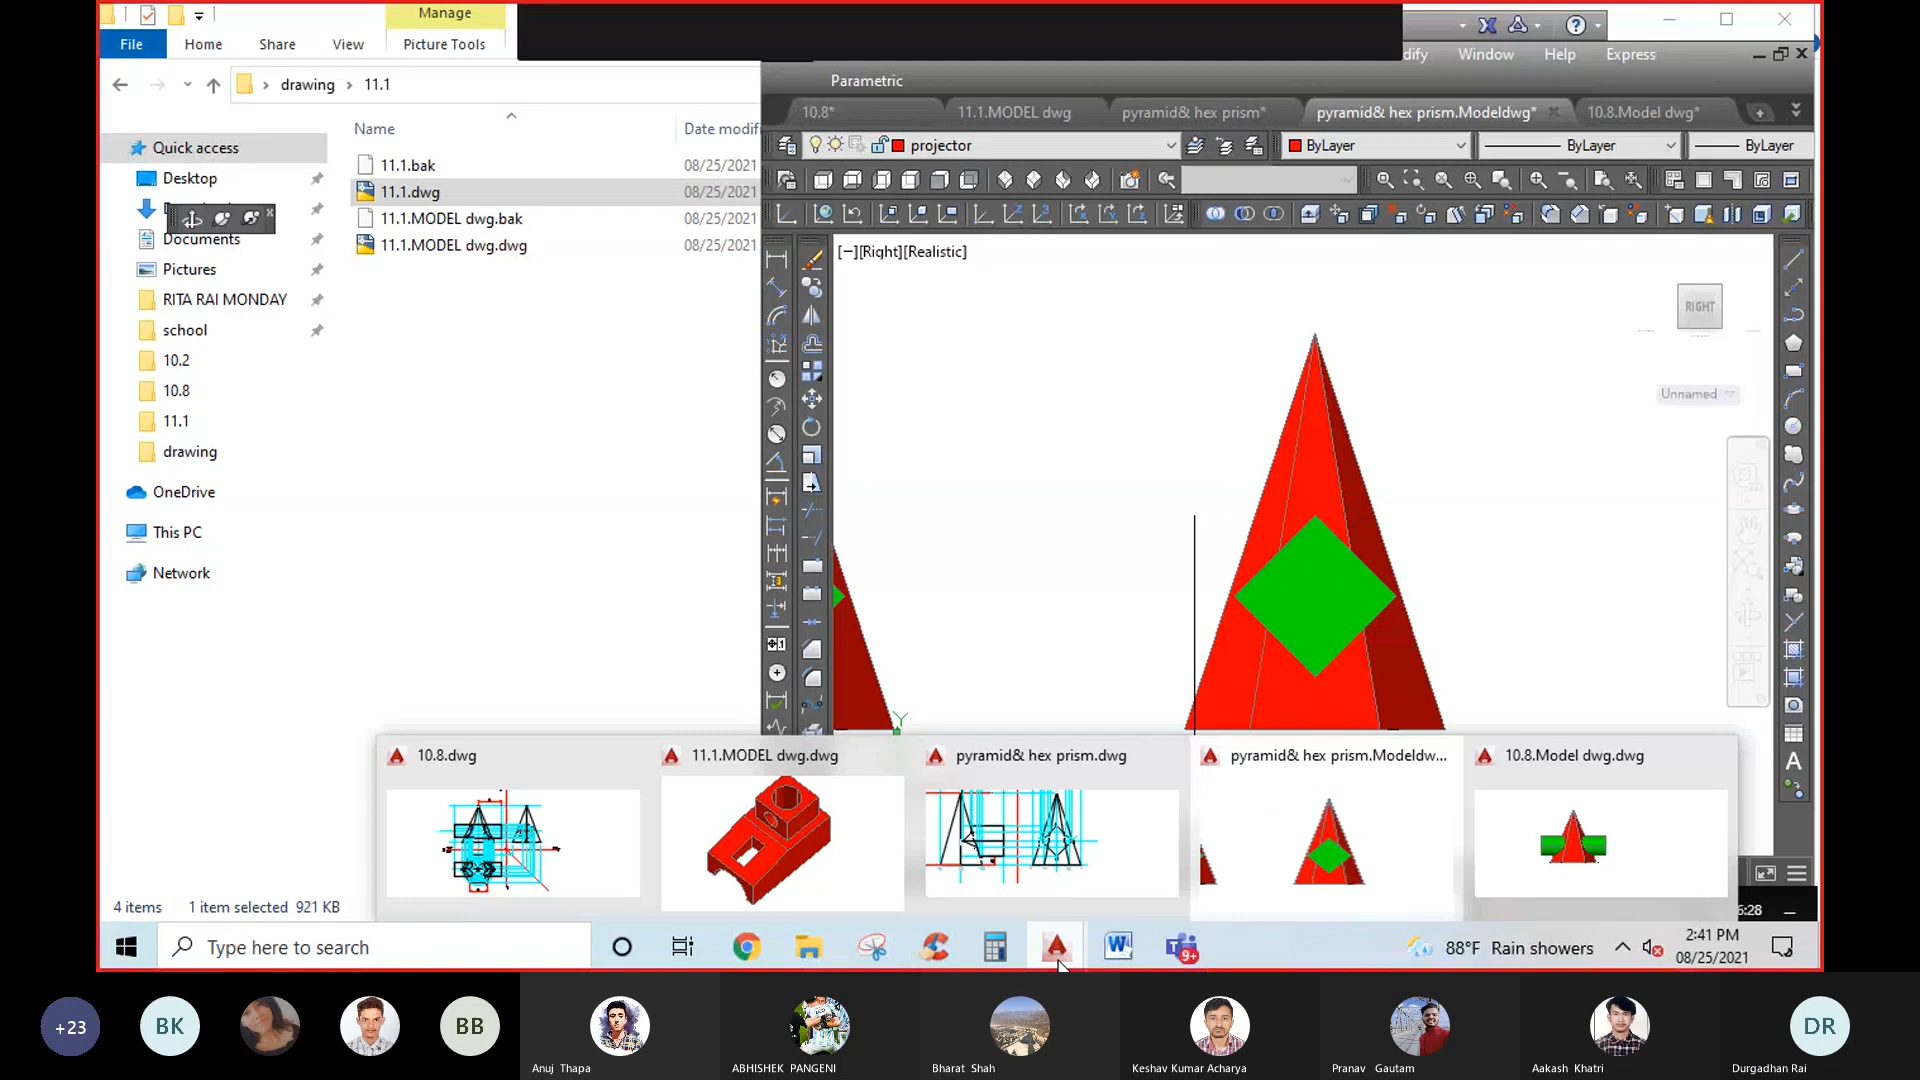 Manage
File Home Share View Picture Tools
dify Window Help Express
drawing 11.1
Parametric
10.8* 11.1.MODEL dwg pyramid& hex prism* pyramid& hex prism.Modeldwg* 10.8.Model dwg*
Name Date modifi
projector ByLayer ByLayer ByLayer
Quick access
11.1.bak 08/25/2021
Desktop
11.1.dwg 08/25/2021
11.1.MODEL dwg.bak 08/25/2021
Documents
11.1.MODEL dwg.dwg 08/25/2021
[−][Right][Realistic]
Pictures
RITA RAI MONDAY
RIGHT
school
10.2
10.8
Unnamed
11.1
drawing
OneDrive
This PC
Network
10.8.dwg 11.1.MODEL dwg.dwg pyramid& hex prism.dwg pyramid& hex prism.Modeldw... 10.8.Model dwg.dwg
4 items 1 item selected 921 KB
6:28
Type here to search
9+
88°F Rain showers
2:41 PM
08/25/2021
+23 BK BB DR
Anuj Thapa ABHISHEK PANGENI Bharat Shah Keshav Kumar Acharya Pranav Gautam Aakash Khatri Durgadhan Rai